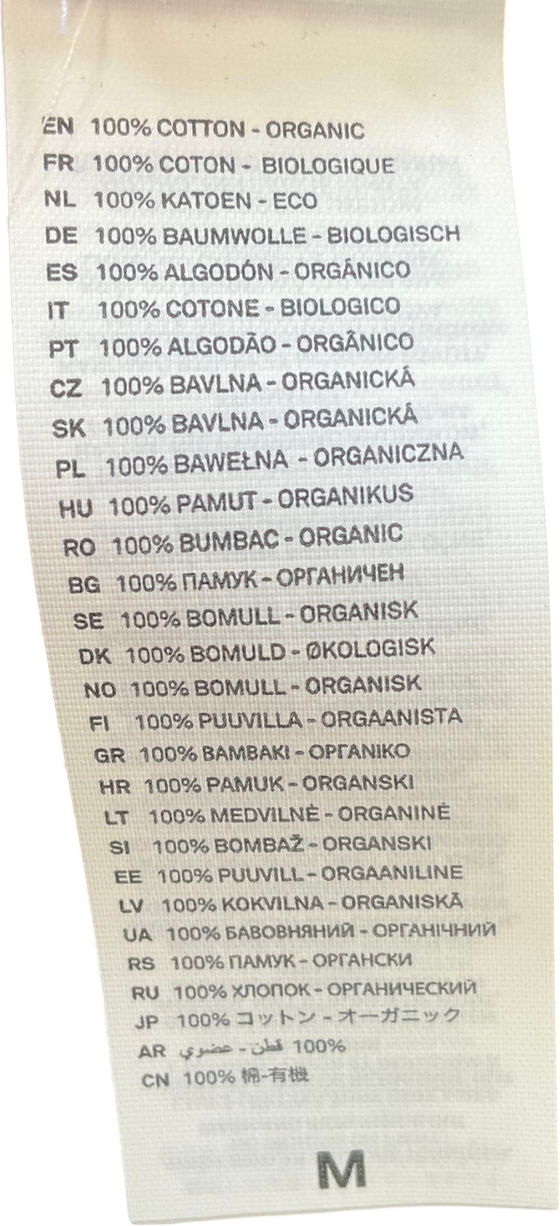 EN 100% COTTON - ORGANIC
FR 100% COTON - BIOLOGIQUE
NL 100% KATOEN - ECO
DE 100% BAUMWOLLE - BIOLOGISCH
ES 100% ALGODÓN - ORGÂNICO
IT 100% COTONE - BIOLOGICO
PT 100% ALGODÃO - ORGÂNICO
CZ 100% BAVLNA - ORGANICKÁ
SK 100% BAVLNA - ORGANICKÁ
PL 100% BAWEŁNA - ORGANICZNA
HU 100% PAMUT - ORGANIKUS
RO 100% BUMBAC - ORGANIC
BG 100% ПАМУК - ОРГАНИЧЕН
SE 100% BOMULL - ORGANISK
DK 100% BOMULD - ØKOLOGISK
NO 100% BOMULL - ORGANISK
FI 100% PUUVILLA - ORGAANISTA
GR 100% ΒΑΜΒΑΚΙ - ΟΡΓΑΝΙΚΟ
HR 100% PAMUK - ORGANSKI
LT 100% MEDVILNĖ - ORGANINĖ
SI 100% BOMBAŽ - ORGANSKI
EE 100% PUUVILL - ORGAANILINE
LV 100% KOKVILNA - ORGANISKĀ
UA 100% БАВОВНЯНИЙ - ОРГАНІЧНИЙ
RS 100% ПАМУК - ОРГАНСКИ
RU 100% ХЛОПОК - ОРГАНИЧЕСКИЙ
JP 100% コットン - オーガニック
AR قطن - عضوي 100%
CN 100% 棉-有機
M